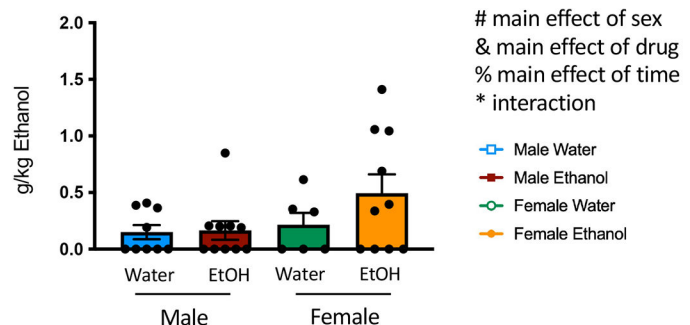 2.0
1.5
1.0
0.5
0.0
g/kg Ethanol
Water
EtOH
Water
EtOH
Male
Female
# main effect of sex
& main effect of drug
% main effect of time
* interaction
Male Water
Male Ethanol
Female Water
Female Ethanol